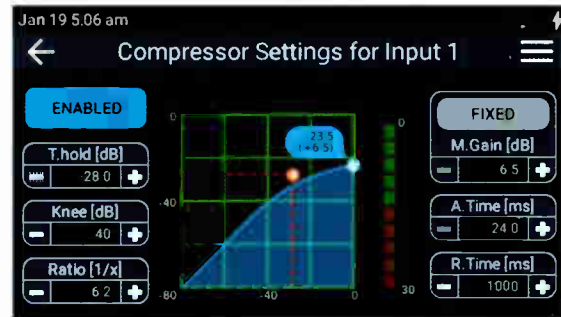 Jan 19 5.06 am
Compressor Settings for Input 1
ENABLED
T.hold [dB]
28.0
Knee [dB]
40
Ratio [1/x]
6.2
0
-40
-80
-40
0
23.5
(+6.5)
0
30
FIXED
M.Gain [dB]
6.5
A.Time [ms]
24.0
R.Time [ms]
1000